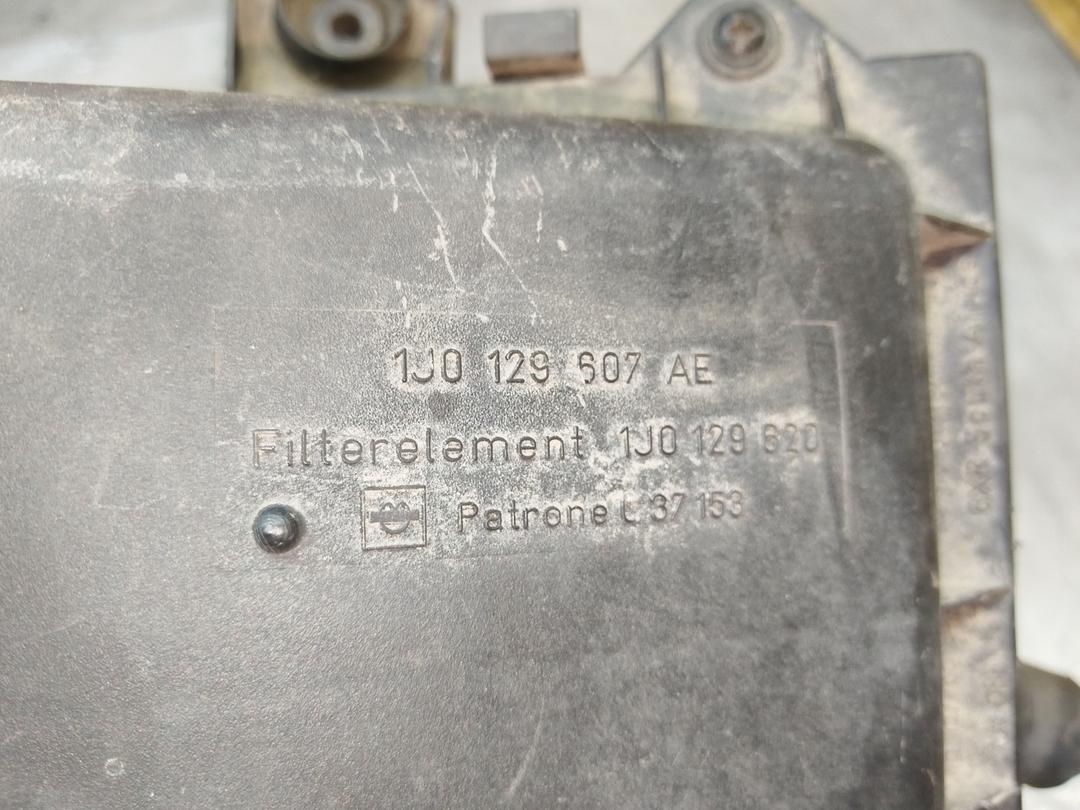 1J0 129 607 AE
Filterelement 1J0 129 620
Patrone C 37 153